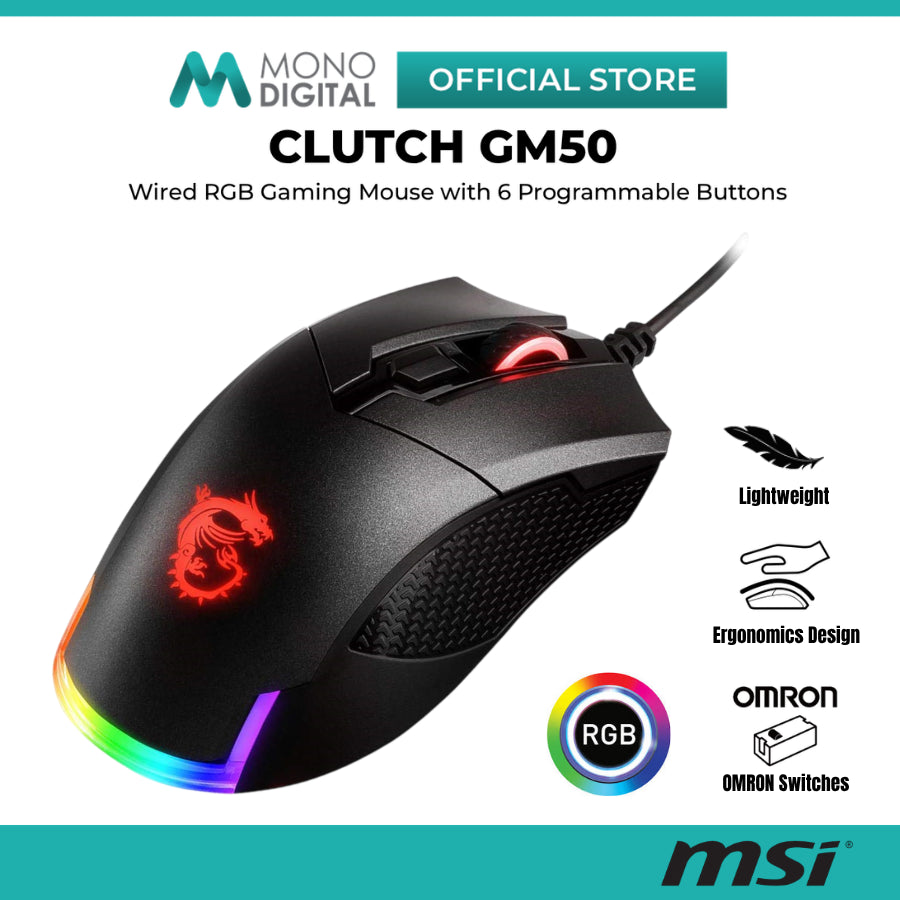 MONO
DIGITAL
OFFICIAL STORE
CLUTCH GM50
Wired RGB Gaming Mouse with 6 Programmable Buttons
Lightweight
Ergonomics Design
RGB
OMRON
OMRON Switches
msi®